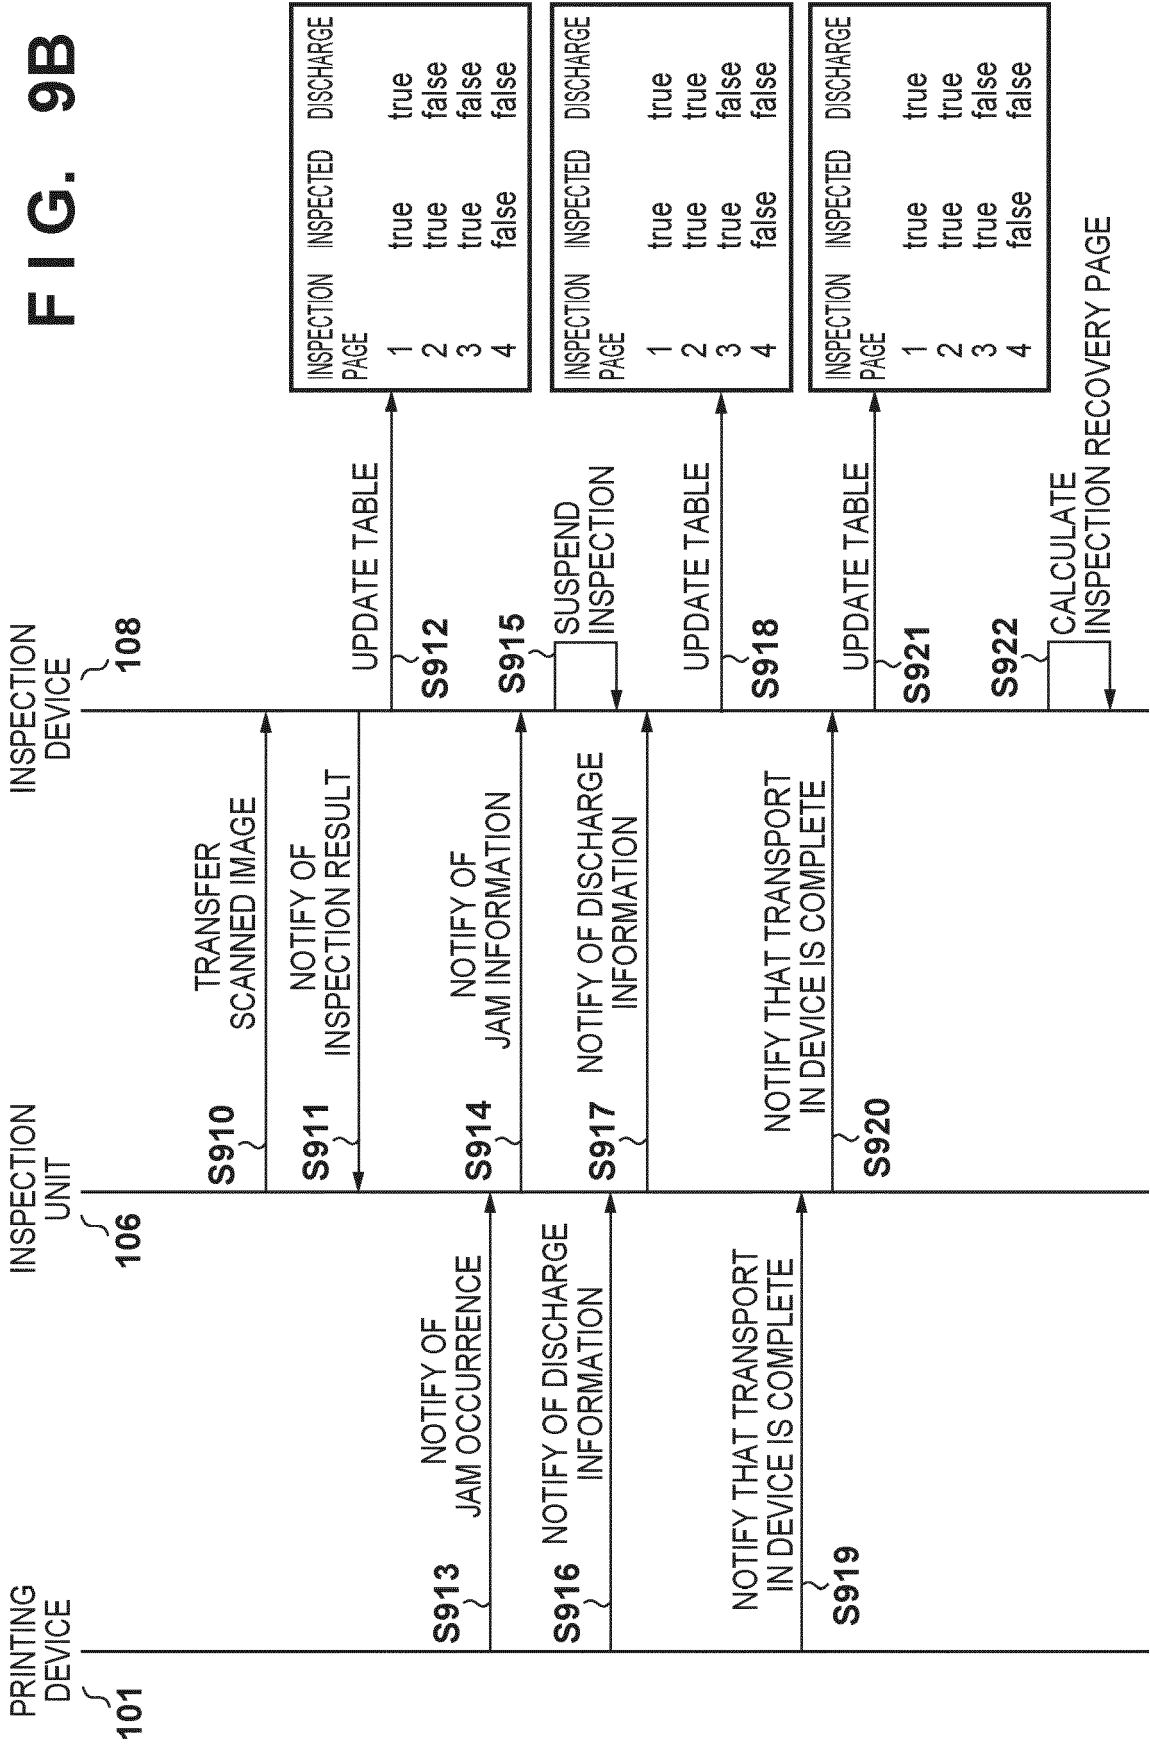 FIG. 9B
PRINTING
DEVICE
101
INSPECTION
UNIT
106
INSPECTION
DEVICE
108
TRANSFER
SCANNED IMAGE
S910
NOTIFY OF
INSPECTION RESULT
S911
UPDATE TABLE
S912
INSPECTION INSPECTED DISCHARGE
PAGE
1 true true
2 true false
3 true false
4 false false
NOTIFY OF
JAM OCCURRENCE
S913
NOTIFY OF
JAM INFORMATION
S914
SUSPEND
INSPECTION
S915
NOTIFY OF DISCHARGE
INFORMATION
S916
NOTIFY OF DISCHARGE
INFORMATION
S917
UPDATE TABLE
S918
INSPECTION INSPECTED DISCHARGE
PAGE
1 true true
2 true true
3 true false
4 false false
NOTIFY THAT TRANSPORT
IN DEVICE IS COMPLETE
S919
NOTIFY THAT TRANSPORT
IN DEVICE IS COMPLETE
S920
UPDATE TABLE
S921
INSPECTION INSPECTED DISCHARGE
PAGE
1 true true
2 true true
3 true false
4 false false
CALCULATE
INSPECTION RECOVERY PAGE
S922